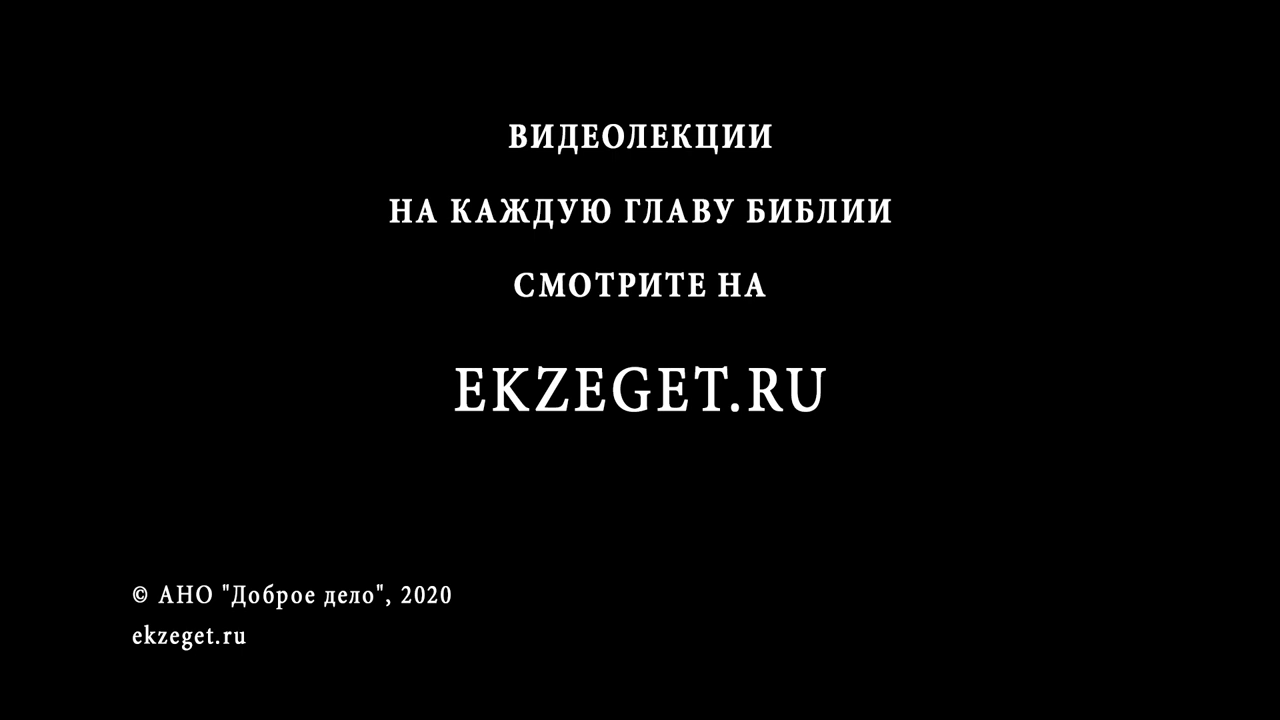 ВИДЕОЛЕКЦИИ
НА КАЖДУЮ ГЛАВУ БИБЛИИ
СМОТРИТЕ НА
EKZEGET.RU
© АНО "Доброе дело", 2020
ekzeget.ru